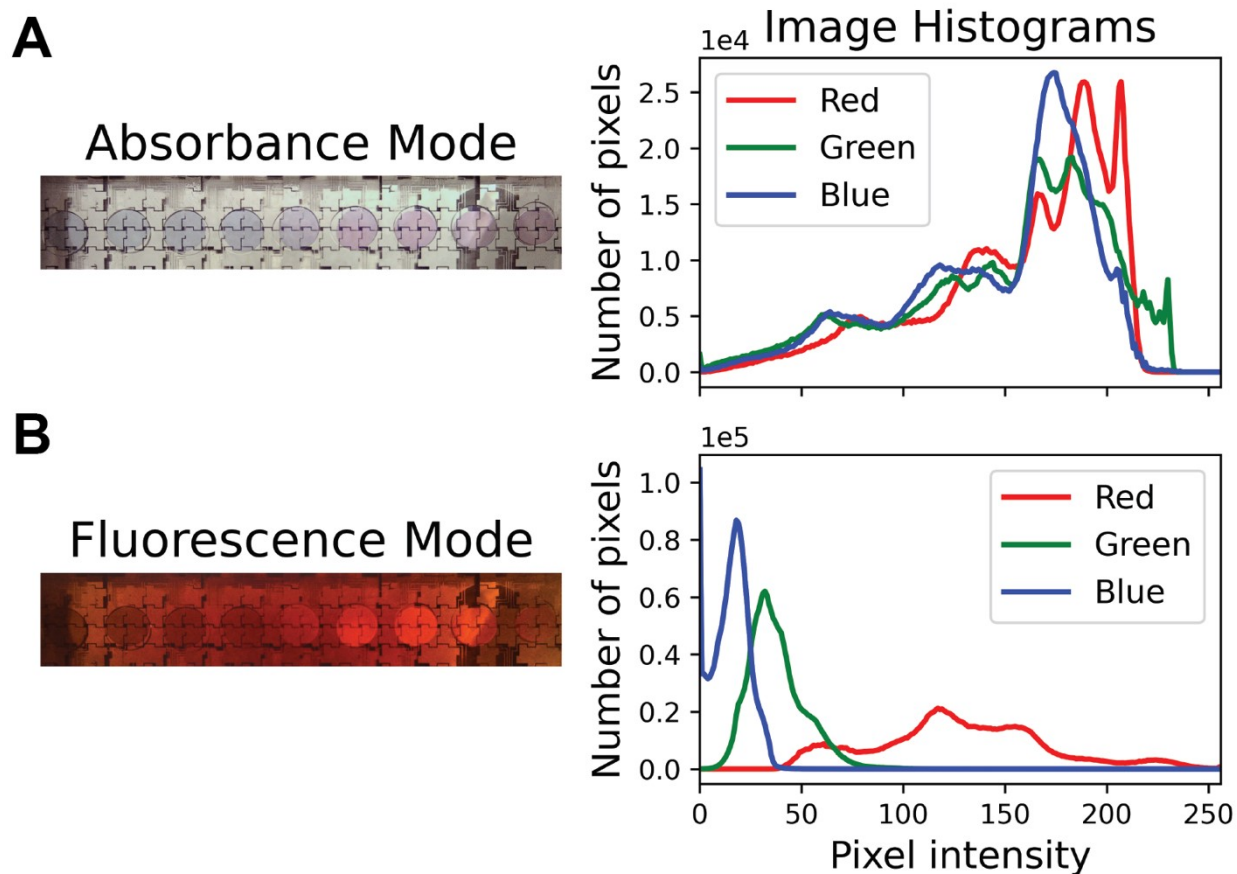 A
Absorbance Mode
Image Histograms
1e4
Number of pixels
2.5
2.0
1.5
1.0
0.5
0.0
Red
Green
Blue
B
Fluorescence Mode
1e5
Number of pixels
1.0
0.8
0.6
0.4
0.2
0.0
Red
Green
Blue
0 50 100 150 200 250
Pixel intensity